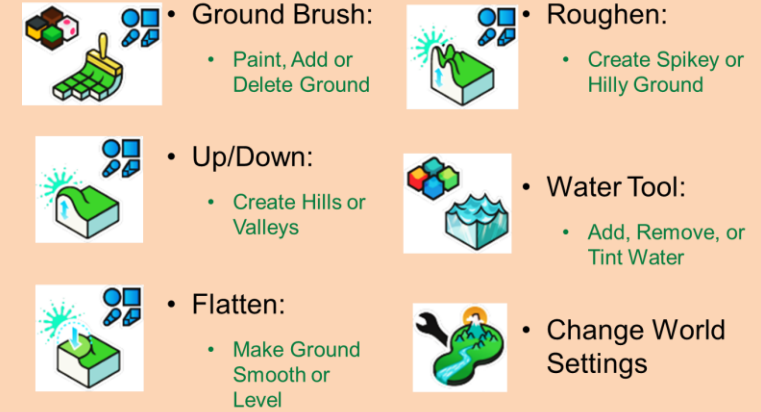 Ground Brush:
Paint, Add or
Delete Ground
Up/Down:
Create Hills or
Valleys
Flatten:
Make Ground
Smooth or
Level
Roughen:
Create Spikey or
Hilly Ground
Water Tool:
Add, Remove, or
Tint Water
Change World
Settings